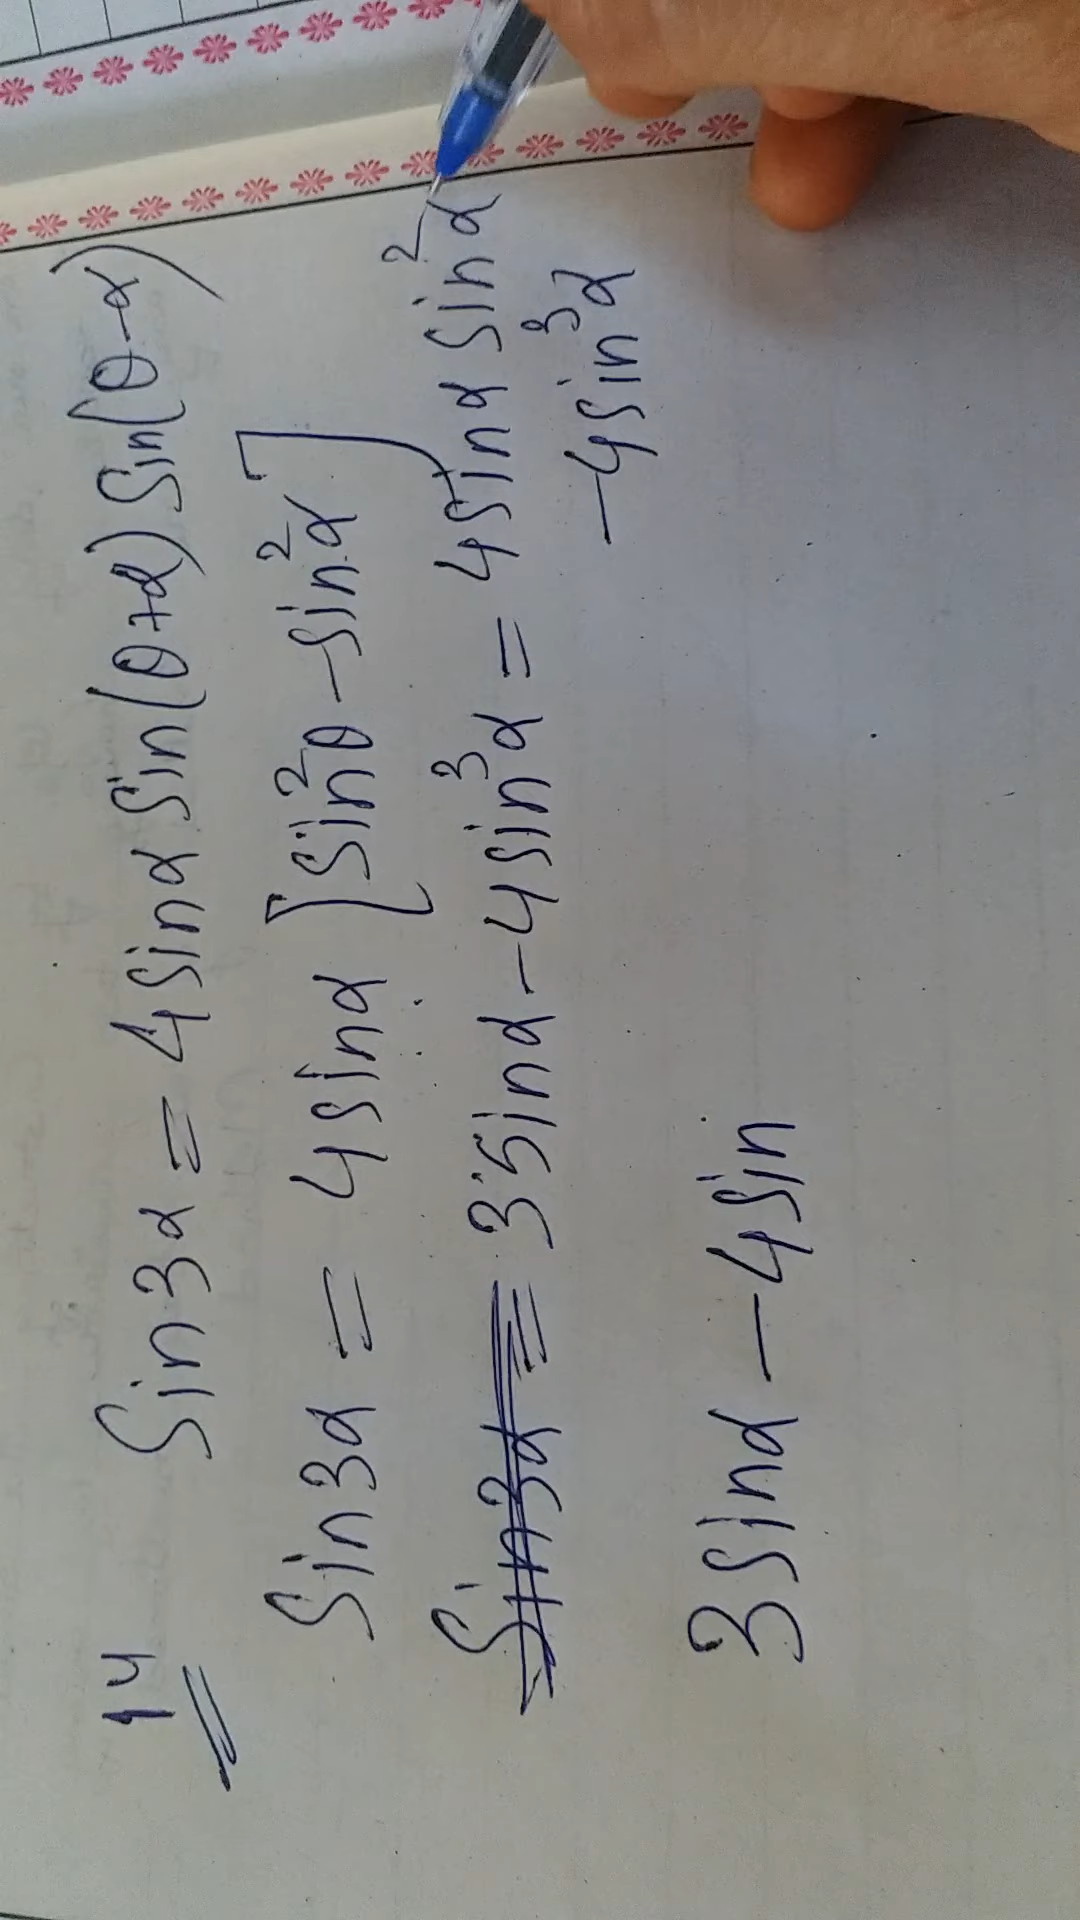 14
sin3α = 4sinα sin(θ+α) sin(θ-α)
sin3α = 4sinα [sin²θ - sin²α]
sin3α = 3sinα - 4sin³α = 4sinα sin²α
-4sin³α
3sinα - 4sin